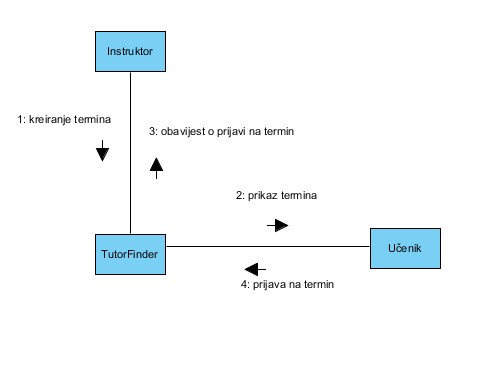 Instruktor
1: kreiranje termina
3: obavijest o prijavi na termin
2: prikaz termina
Učenik
TutorFinder
4: prijava na termin